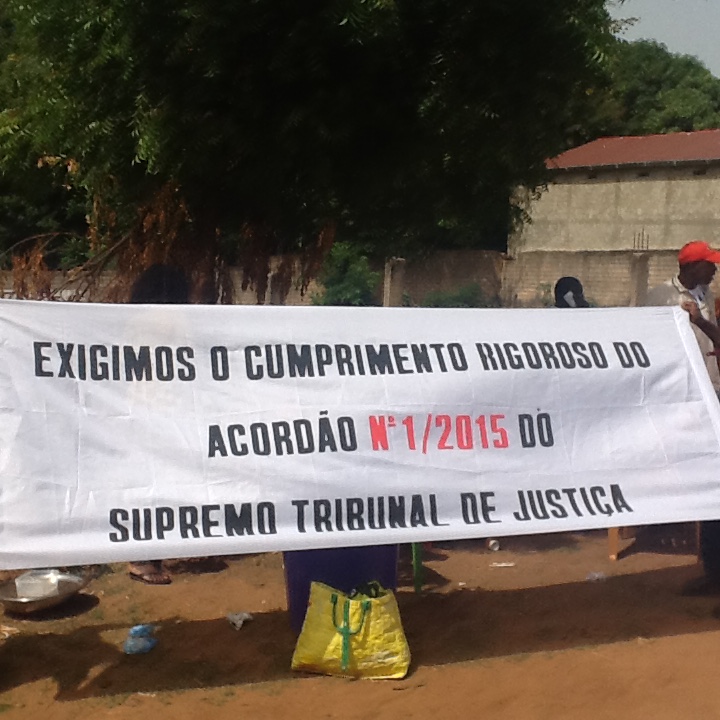 EXIGIMOS O CUMPRIMENTO RIGOROSO DO
ACORDÃO Nº1/2015 DO
SUPREMO TRIBUNAL DE JUSTIÇA